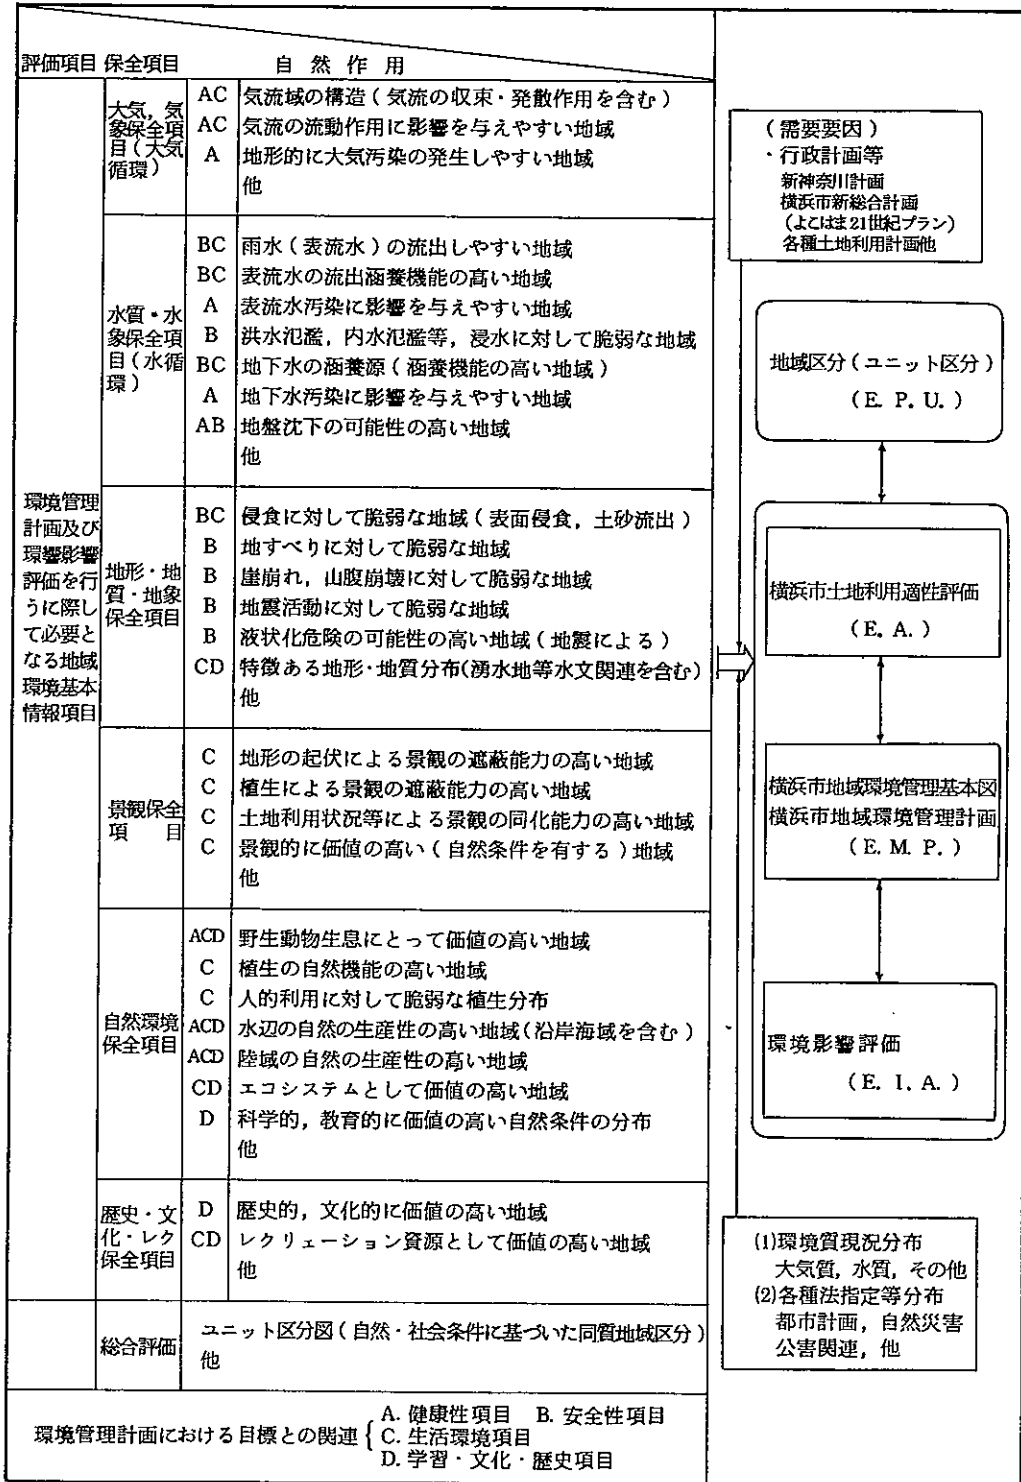 評価項目 保全項目 自然作用
環境管理
計画及び
環響影響
評価を行
うに際し
て必要と
なる地域
環境基本
情報項目
大気，気
象保全項
目（大気
循環）
AC 気流域の構造（気流の収束・発散作用を含む）
AC 気流の流動作用に影響を与えやすい地域
A 地形的に大気汚染の発生しやすい地域
他
水質・水
象保全項
目（水循
環）
BC 雨水（表流水）の流出しやすい地域
BC 表流水の流出涵養機能の高い地域
A 表流水汚染に影響を与えやすい地域
B 洪水氾濫，内水氾濫等，浸水に対して脆弱な地域
BC 地下水の涵養源（涵養機能の高い地域）
A 地下水汚染に影響を与えやすい地域
AB 地盤沈下の可能性の高い地域
他
地形・地
質・地象
保全項目
BC 侵食に対して脆弱な地域（表面侵食，土砂流出）
B 地すべりに対して脆弱な地域
B 崖崩れ，山腹崩壊に対して脆弱な地域
B 地震活動に対して脆弱な地域
B 液状化危険の可能性の高い地域（地震による）
CD 特徴ある地形・地質分布（湧水地等水文関連を含む）
他
景観保全
項目
C 地形の起伏による景観の遮蔽能力の高い地域
C 植生による景観の遮蔽能力の高い地域
C 土地利用状況等による景観の同化能力の高い地域
C 景観的に価値の高い（自然条件を有する）地域
他
自然環境
保全項目
ACD 野生動物生息にとって価値の高い地域
C 植生の自然機能の高い地域
C 人的利用に対して脆弱な植生分布
ACD 水辺の自然の生産性の高い地域（沿岸海域を含む）
ACD 陸域の自然の生産性の高い地域
CD エコシステムとして価値の高い地域
D 科学的，教育的に価値の高い自然条件の分布
他
歴史・文
化・レク
保全項目
D 歴史的，文化的に価値の高い地域
CD レクリェーション資源として価値の高い地域
他
総合評価
ユニット区分図（自然・社会条件に基づいた同質地域区分）
他
環境管理計画における目標との関連
A. 健康性項目 B. 安全性項目
C. 生活環境項目
D. 学習・文化・歴史項目
（需要要因）
・行政計画等
新神奈川計画
横浜市新総合計画
（よこはま21世紀プラン）
各種土地利用計画他
地域区分（ユニット区分）
（E. P. U.）
横浜市土地利用適性評価
（E. A.）
横浜市地域環境管理基本図
横浜市地域環境管理計画
（E. M. P.）
環境影響評価
（E. I. A.）
(1)環境質現況分布
大気質，水質，その他
(2)各種法指定等分布
都市計画，自然災害
公害関連，他